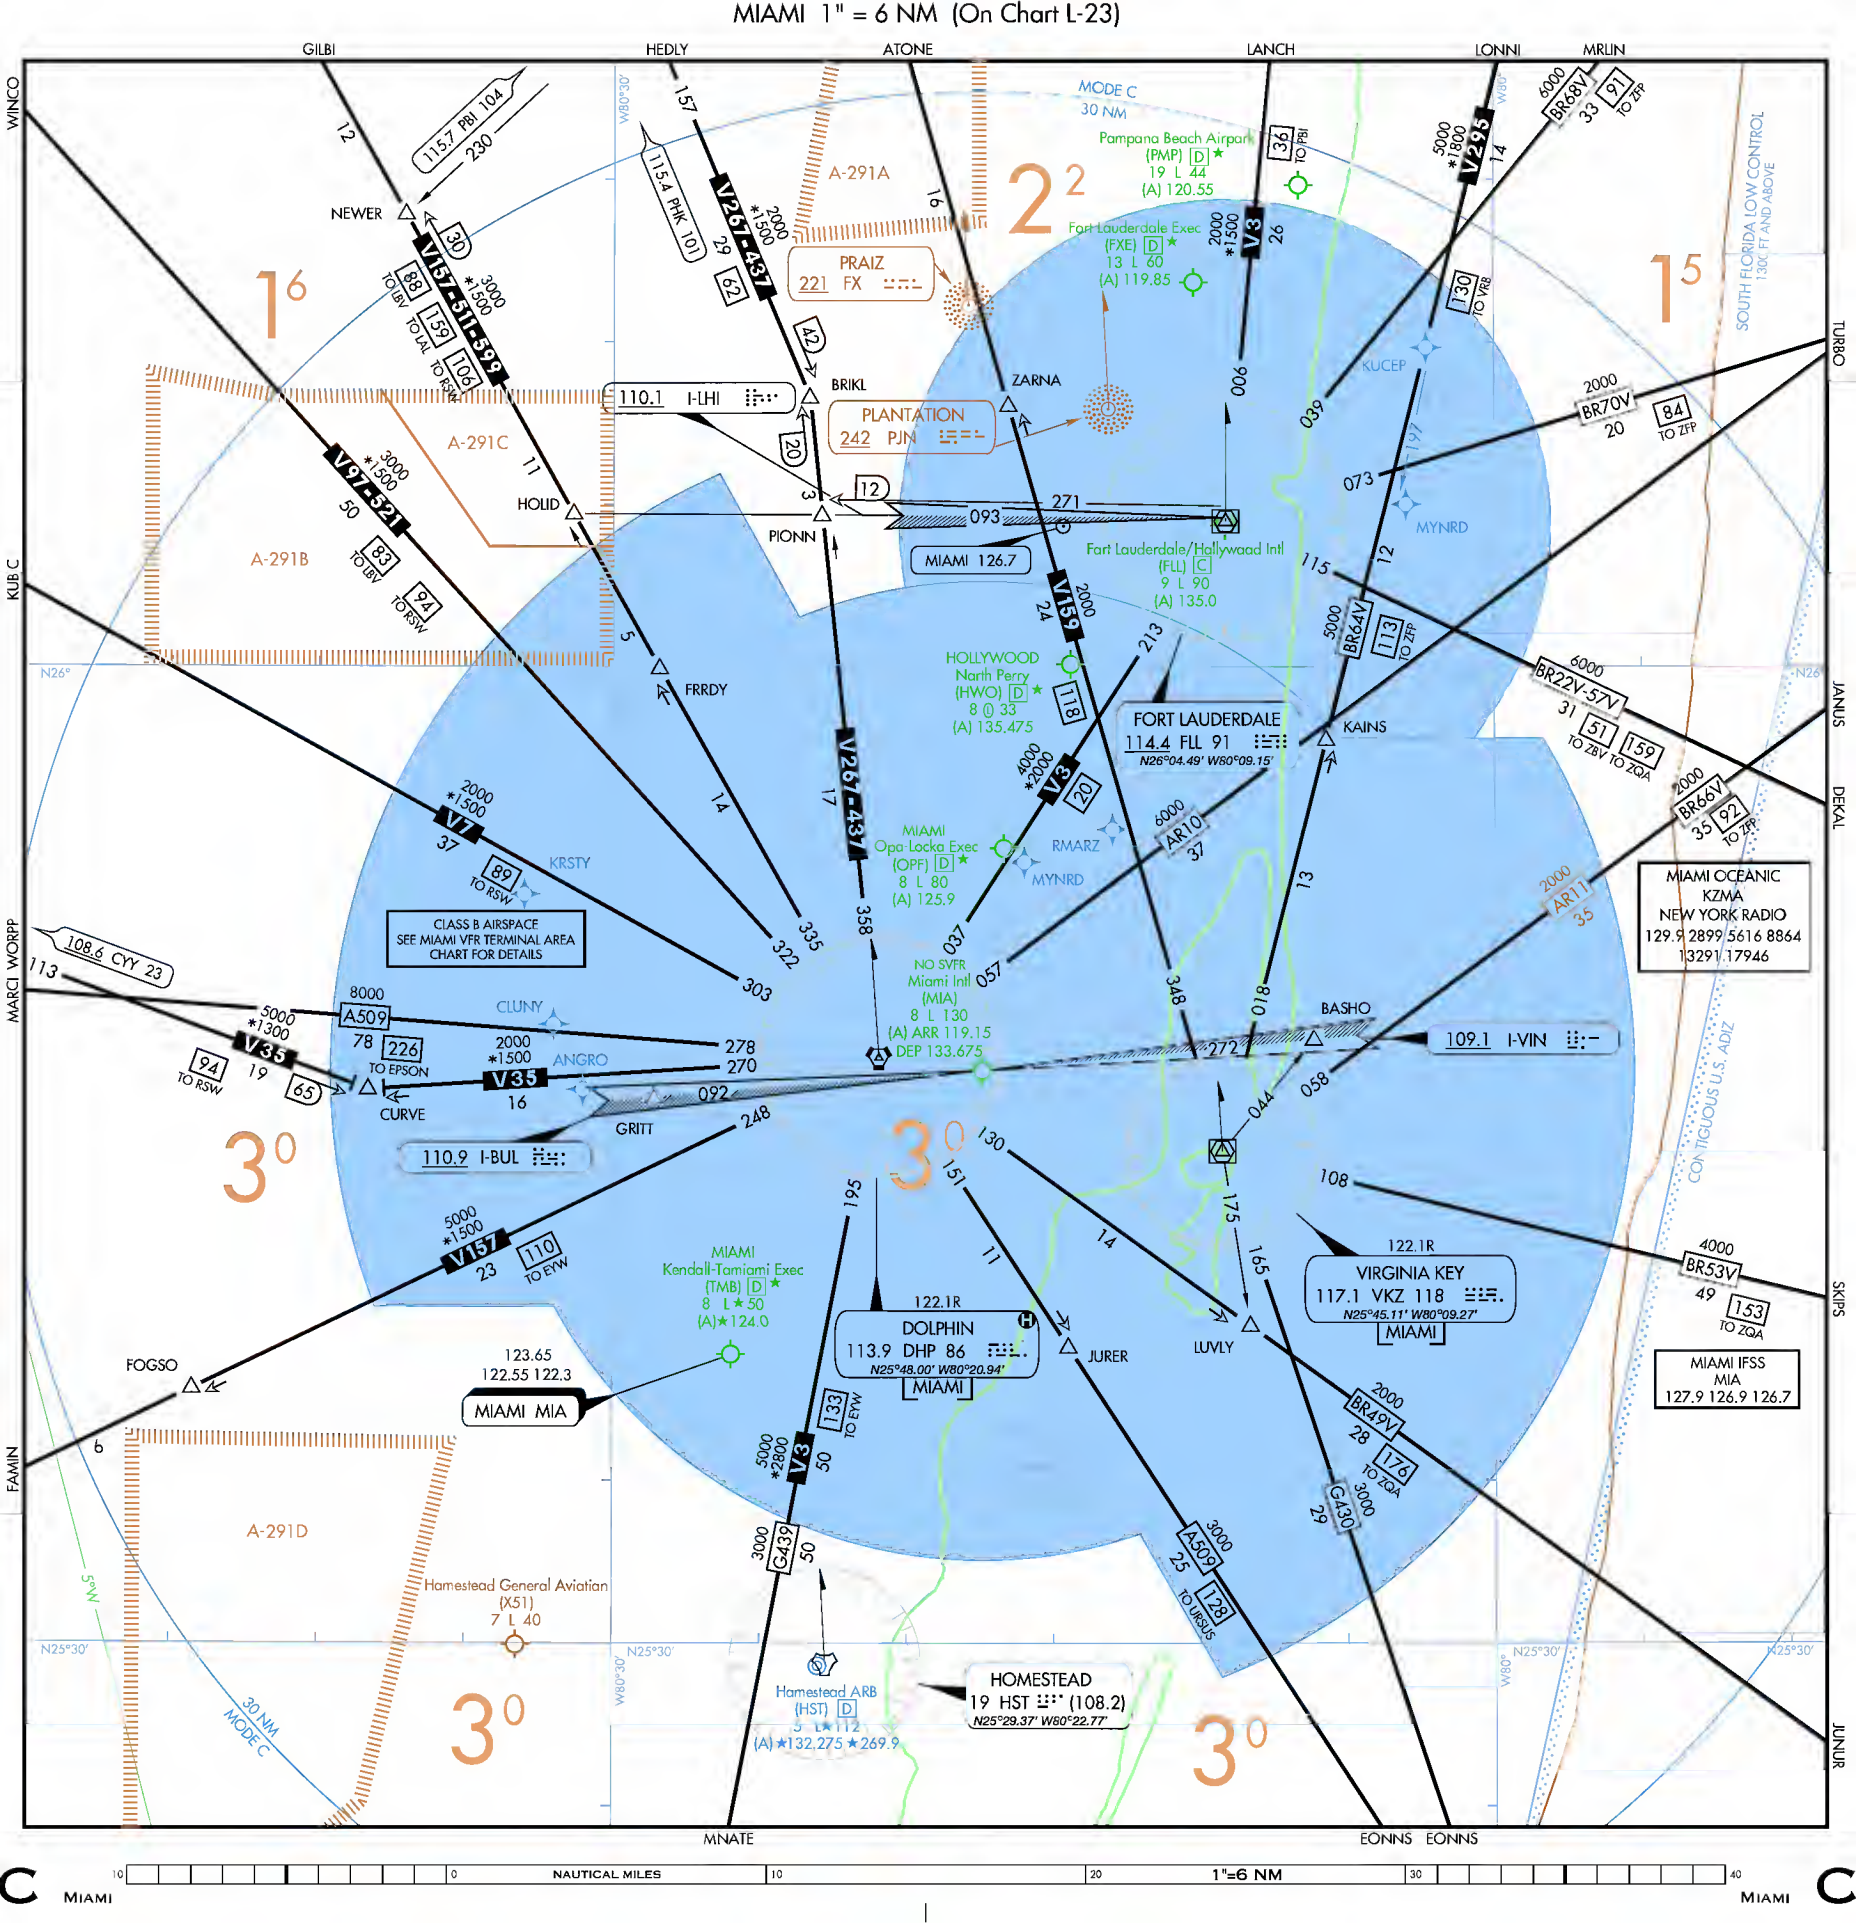 MIAMI 1" = 6 NM (On Chart L-23)
GILBI
HEDLY
ATONE
LANCH
LONNI
MRLIN
WINCO
12
115.7 PBI 104
230
NEWER
30
V157-511-599
3000
*1500
88
TO LBV
159
TO LAL
106
TO RSW
157
115.4 PHK 101
V267-437
2000
*1500
29
62
42
A-291A
16
PRAIZ
221 FX
2²
MODE C
30 NM
W80°30'
Pampana Beach Airpark
(PMP) D ★
19 L 44
(A) 120.55
Fort Lauderdale Exec
(FXE) D ★
13 L 60
(A) 119.85
36
TO PBI
2000
*1500
V3
26
006
5000
*1800
V295
14
W80°
6000
BR68V
33
91
TO ZFP
130
TO VRB
039
SOUTH FLORIDA LOW CONTROL
1300 FT AND ABOVE
1⁶
1⁵
TURBO
KUCEP
197
MYNRD
2000
BR70V
20
84
TO ZFP
073
BRIKL
110.1 I-LHI
20
3
PLANTATION
242 PJN
ZARNA
A-291C
A-291B
11
HOLID
V97-521
3000
*1500
50
83
TO LBV
94
TO RSW
PIONN
12
271
093
MIAMI 126.7
Fart Lauderdale/Hallywaad Intl
(FLL) C
9 L 90
(A) 135.0
115
12
KUB C
5
FRRDY
V159
2000
24
118
213
HOLLYWOOD
Narth Perry
(HWO) D ★
8 L 33
(A) 135.475
FORT LAUDERDALE
114.4 FLL 91
N26°04.49' W80°09.15'
5000
BR64V
113
TO ZFP
KAINS
6000
BR22V-57V
31
51
TO ZBV
159
TO ZQA
N26°
N26°
JANUS
DEKAL
2000
BR66V
35
92
TO ZFP
14
V267-437
17
358
4000
*2000
V3
20
037
MIAMI
Opa-Locka Exec
(OPF) D ★
8 L 80
(A) 125.9
MYNRD
RMARZ
6000
AR10
37
057
13
2000
AR11
35
MIAMI OCEANIC
KZMA
NEW YORK RADIO
129.9 2899 5616 8864
13291 17946
2000
*1500
V7
37
89
TO RSW
KRSTY
CLASS B AIRSPACE
SEE MIAMI VFR TERMINAL AREA
CHART FOR DETAILS
335
322
303
MARCI WORPP
108.6 CYY 23
113
5000
*1300
V35
19
94
TO RSW
65
8000
A509
78
226
TO EPSON
CLUNY
278
2000
*1500
V35
16
ANGRO
270
092
CURVE
GRITT
248
110.9 I-BUL
NO SVFR
Miami Intl
(MIA)
8 L 130
(A) ARR 119.15
DEP 133.675
348
018
BASHO
272
109.1 I-VIN
044
058
CONTIGUOUS U.S. ADIZ
3⁰
3⁰
130
151
195
175
165
108
14
11
5000
*1500
V157
23
110
TO EYW
MIAMI
Kendall-Tamiami Exec
(TMB) D ★
8 L★50
(A)★124.0
122.1R
DOLPHIN
H
113.9 DHP 86
N25°48.00' W80°20.94'
MIAMI
JURER
LUVLY
122.1R
VIRGINIA KEY
117.1 VKZ 118
N25°45.11' W80°09.27'
MIAMI
4000
BR53V
49
153
TO ZQA
SKIPS
MIAMI IFSS
MIA
127.9 126.9 126.7
FOGSO
123.65
122.55 122.3
MIAMI MIA
133
TO EYW
5000
*2800
V3
50
3000
G439
50
2000
BR49V
28
176
TO ZQA
3000
G430
29
3000
A509
25
128
TO URSUS
6
FAMIN
A-291D
5°W
Hamestead General Aviatian
(X51)
7 L 40
N25°30'
N25°30'
W80°30'
30 NM
MODE C
3⁰
Hamestead ARB
(HST) D
5 L★112
(A)★132.275 ★269.9
HOMESTEAD
19 HST (108.2)
N25°29.37' W80°22.77'
3⁰
W80°
N25°30'
N25°30'
JUNUR
MNATE
EONNS
EONNS
C
MIAMI
10
0
NAUTICAL MILES
10
20
1"=6 NM
30
40
MIAMI
C